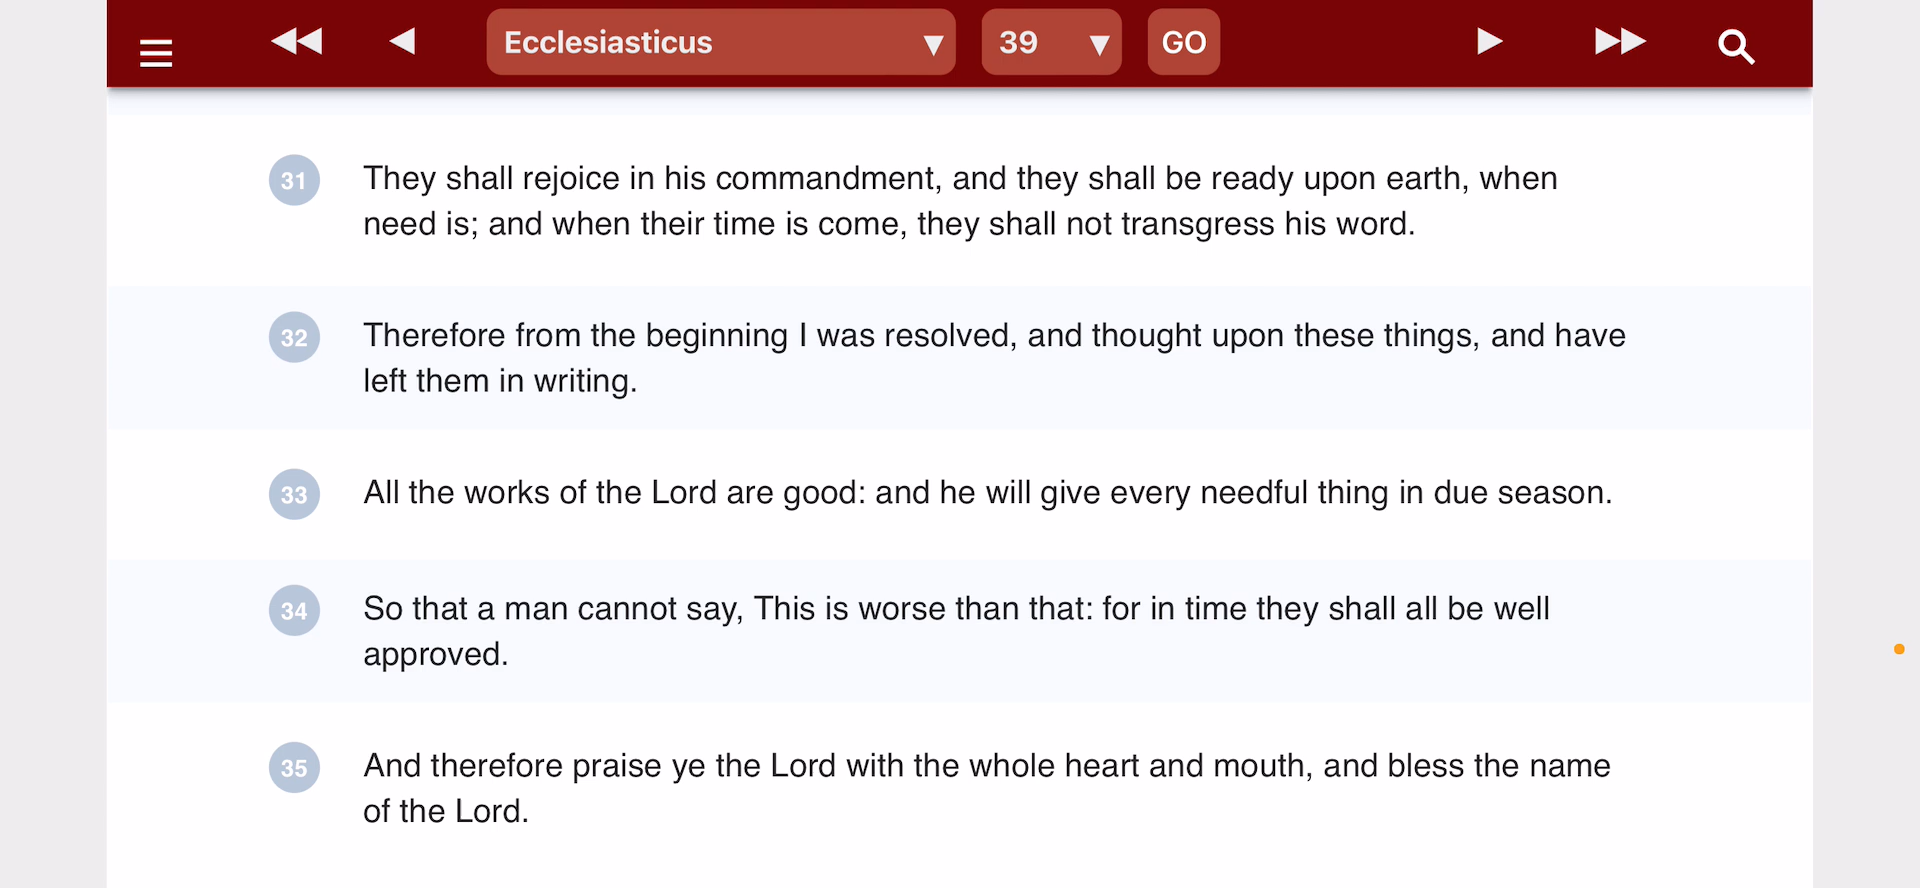 Ecclesiasticus 39 GO
31 They shall rejoice in his commandment, and they shall be ready upon earth, when
need is; and when their time is come, they shall not transgress his word.
32 Therefore from the beginning I was resolved, and thought upon these things, and have
left them in writing.
33 All the works of the Lord are good: and he will give every needful thing in due season.
34 So that a man cannot say, This is worse than that: for in time they shall all be well
approved.
35 And therefore praise ye the Lord with the whole heart and mouth, and bless the name
of the Lord.